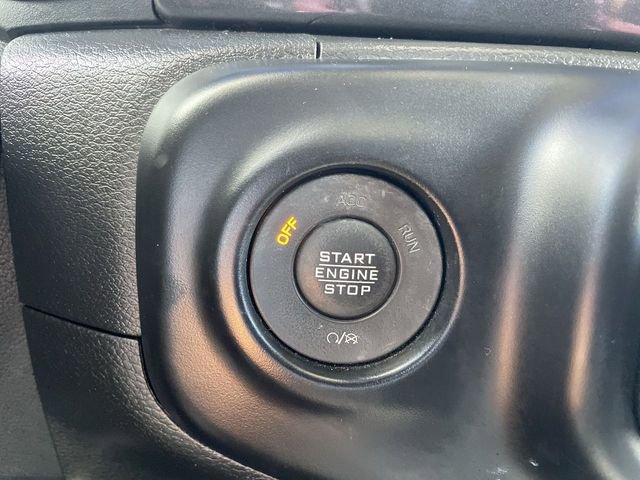 ACC
OFF
RUN
START
ENGINE
STOP